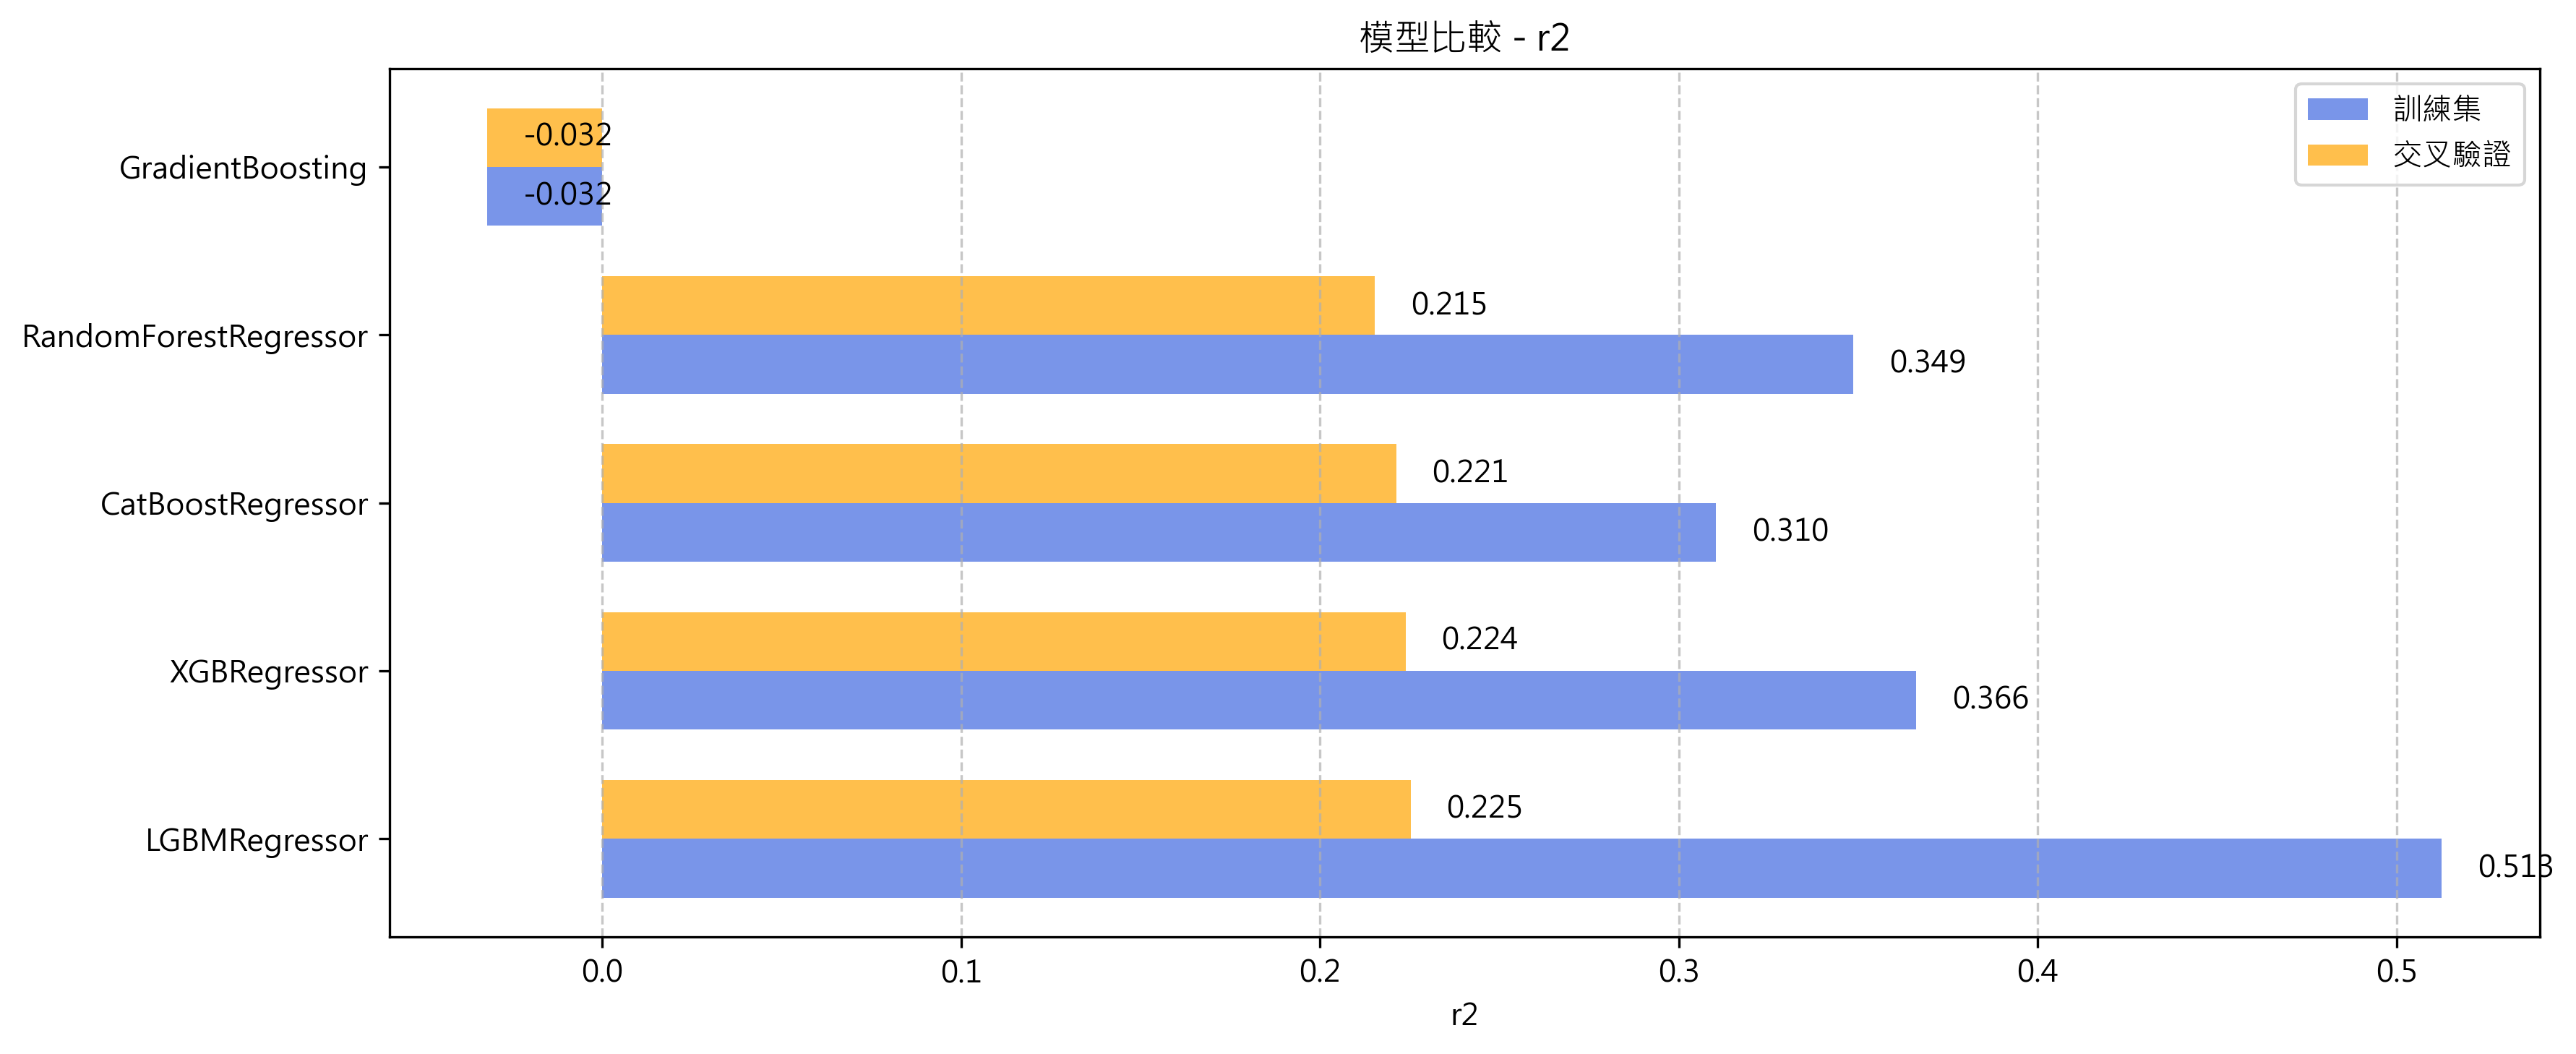 模型比較 - r2
訓練集
交叉驗證
GradientBoosting
-0.032
-0.032
RandomForestRegressor
0.215
0.349
CatBoostRegressor
0.221
0.310
XGBRegressor
0.224
0.366
LGBMRegressor
0.225
0.513
0.0 0.1 0.2 0.3 0.4 0.5
r2